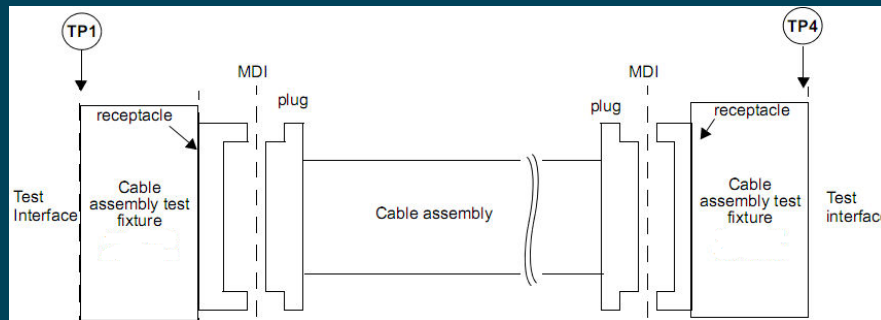 TP1
TP4
MDI
MDI
plug
plug
receptacle
receptacle
Test
Interface
Cable
assembly test
fixture
Cable assembly
Cable
assembly test
fixture
Test
interface